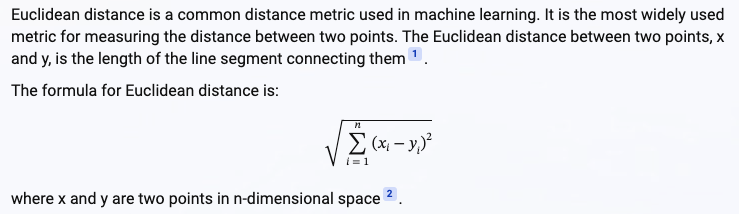 Euclidean distance is a common distance metric used in machine learning. It is the most widely used
metric for measuring the distance between two points. The Euclidean distance between two points, x
and y, is the length of the line segment connecting them 1 .
The formula for Euclidean distance is:
√ n ∑ i = 1 (xᵢ − yᵢ)²
where x and y are two points in n-dimensional space 2 .